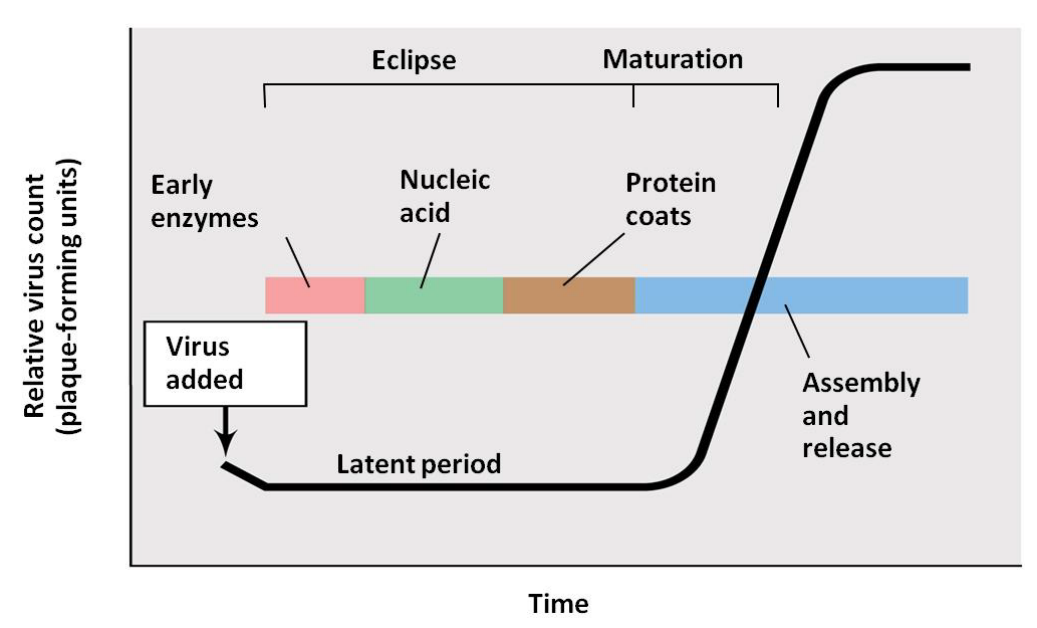 Eclipse
Maturation
Early
enzymes
Nucleic
acid
Protein
coats
Relative virus count
(plaque-forming units)
Virus
added
Assembly
and
release
Latent period
Time